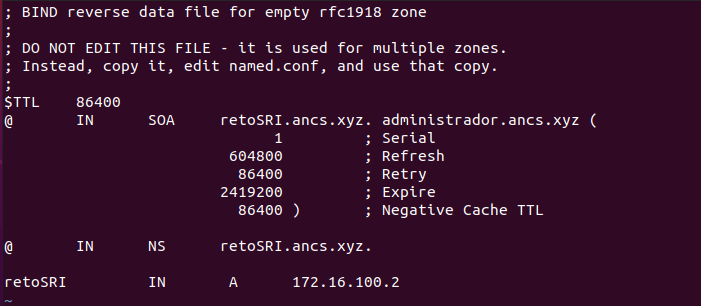 ; BIND reverse data file for empty rfc1918 zone
;
; DO NOT EDIT THIS FILE - it is used for multiple zones.
; Instead, copy it, edit named.conf, and use that copy.
;
$TTL    86400
@       IN      SOA     retoSRI.ancs.xyz. administrador.ancs.xyz (
                              1         ; Serial
                         604800         ; Refresh
                          86400         ; Retry
                        2419200         ; Expire
                          86400 )       ; Negative Cache TTL

@       IN      NS      retoSRI.ancs.xyz.

retoSRI         IN       A      172.16.100.2
~